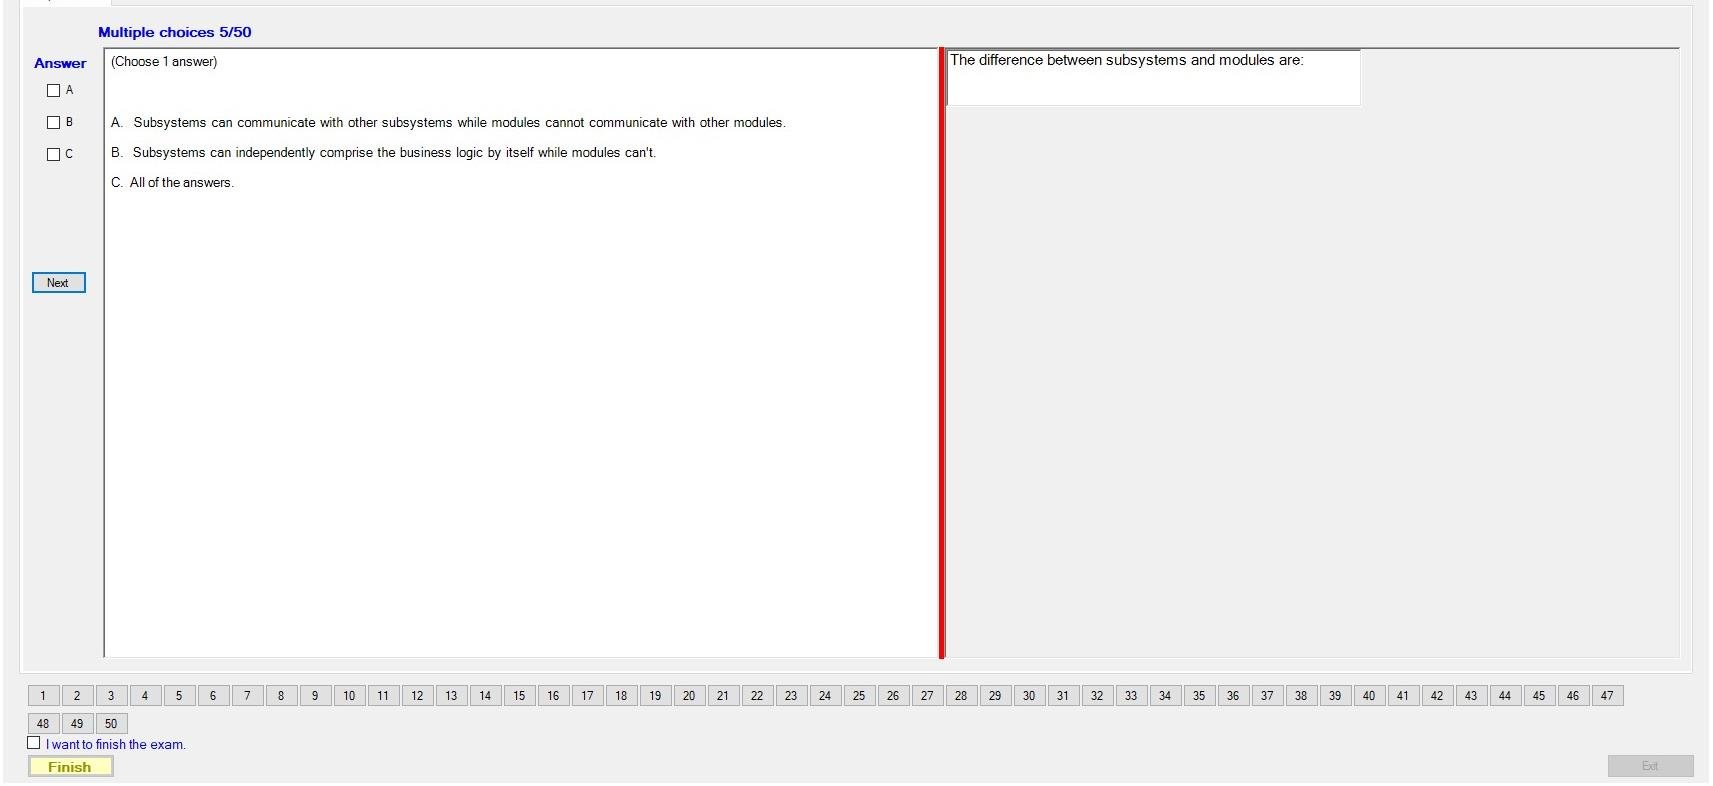 Multiple choices 5/50
Answer
(Choose 1 answer)
The difference between subsystems and modules are:
A
B
C
A. Subsystems can communicate with other subsystems while modules cannot communicate with other modules.
B. Subsystems can independently comprise the business logic by itself while modules can't.
C. All of the answers.
Next
1 2 3 4 5 6 7 8 9 10 11 12 13 14 15 16 17 18 19 20 21 22 23 24 25 26 27 28 29 30 31 32 33 34 35 36 37 38 39 40 41 42 43 44 45 46 47
48 49 50
I want to finish the exam.
Finish
Exit